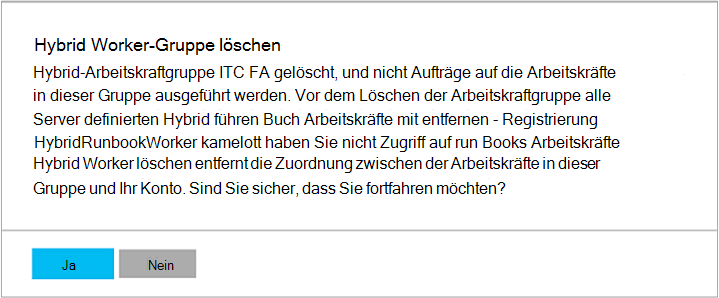 Hybrid Worker-Gruppe löschen
Hybrid-Arbeitskraftgruppe ITC FA gelöscht, und nicht Aufträge auf die Arbeitskräfte
in dieser Gruppe ausgeführt werden. Vor dem Löschen der Arbeitskraftgruppe alle
Server definierten Hybrid führen Buch Arbeitskräfte mit entfernen - Registrierung
HybridRunbookWorker kamelott haben Sie nicht Zugriff auf run Books Arbeitskräfte
Hybrid Worker löschen entfernt die Zuordnung zwischen der Arbeitskräfte in dieser
Gruppe und Ihr Konto. Sind Sie sicher, dass Sie fortfahren möchten?
Ja
Nein